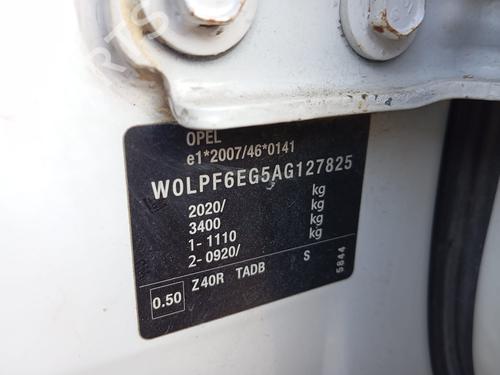 OPEL
e1*2007/46*0141
W0LPF6EG5AG127825
2020/ kg
3400 kg
1- 1110 kg
2- 0920/
0.50 Z40R TADB S
5844
PARTS